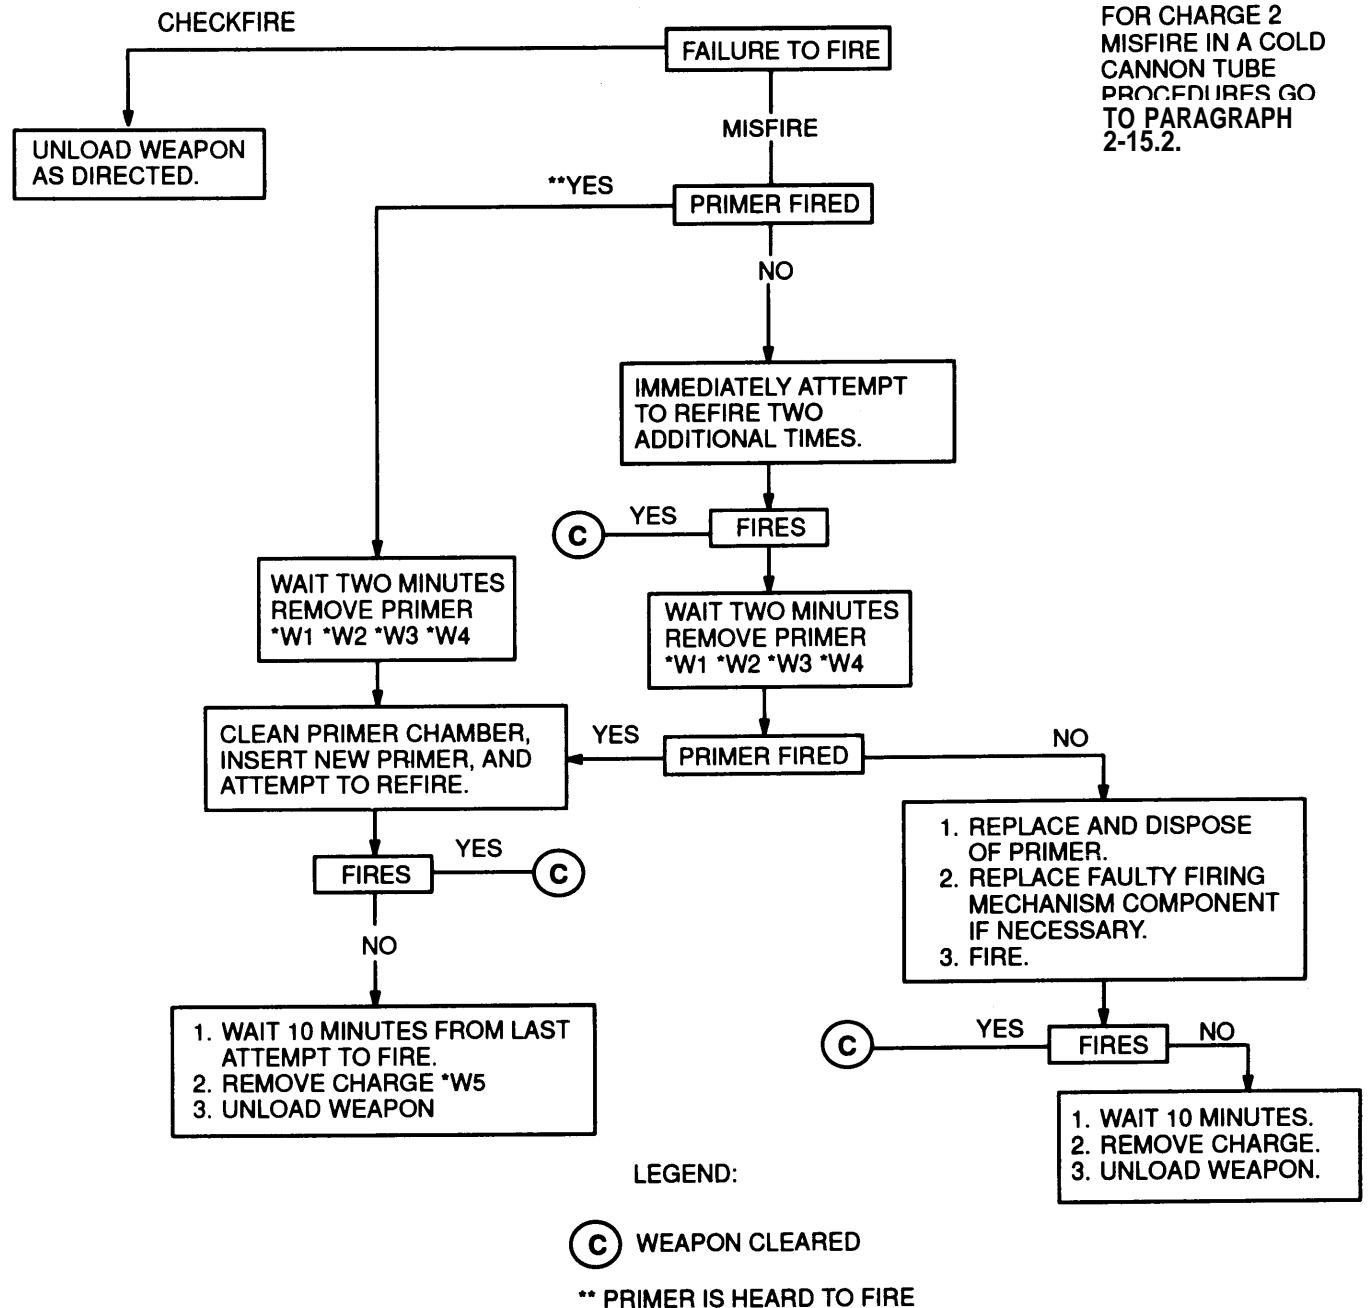 CHECKFIRE
FAILURE TO FIRE
FOR CHARGE 2
MISFIRE IN A COLD
CANNON TUBE
PROCEDURES GO
TO PARAGRAPH
2-15.2.
UNLOAD WEAPON
AS DIRECTED.
MISFIRE
**YES
PRIMER FIRED
NO
IMMEDIATELY ATTEMPT
TO REFIRE TWO
ADDITIONAL TIMES.
C
YES
FIRES
WAIT TWO MINUTES
REMOVE PRIMER
*W1 *W2 *W3 *W4
WAIT TWO MINUTES
REMOVE PRIMER
*W1 *W2 *W3 *W4
CLEAN PRIMER CHAMBER,
INSERT NEW PRIMER, AND
ATTEMPT TO REFIRE.
YES
PRIMER FIRED
NO
1. REPLACE AND DISPOSE
OF PRIMER.
2. REPLACE FAULTY FIRING
MECHANISM COMPONENT
IF NECESSARY.
3. FIRE.
FIRES
YES
C
NO
1. WAIT 10 MINUTES FROM LAST
ATTEMPT TO FIRE.
2. REMOVE CHARGE *W5
3. UNLOAD WEAPON
C
YES
FIRES
NO
1. WAIT 10 MINUTES.
2. REMOVE CHARGE.
3. UNLOAD WEAPON.
LEGEND:
C WEAPON CLEARED
** PRIMER IS HEARD TO FIRE